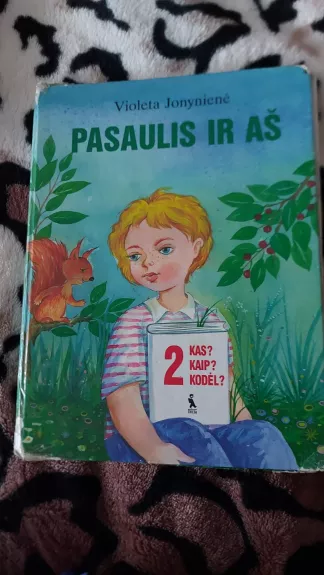 Violeta Jonynienė
PASAULIS IR AŠ
2
KAS?
KAIP?
KODĖL?